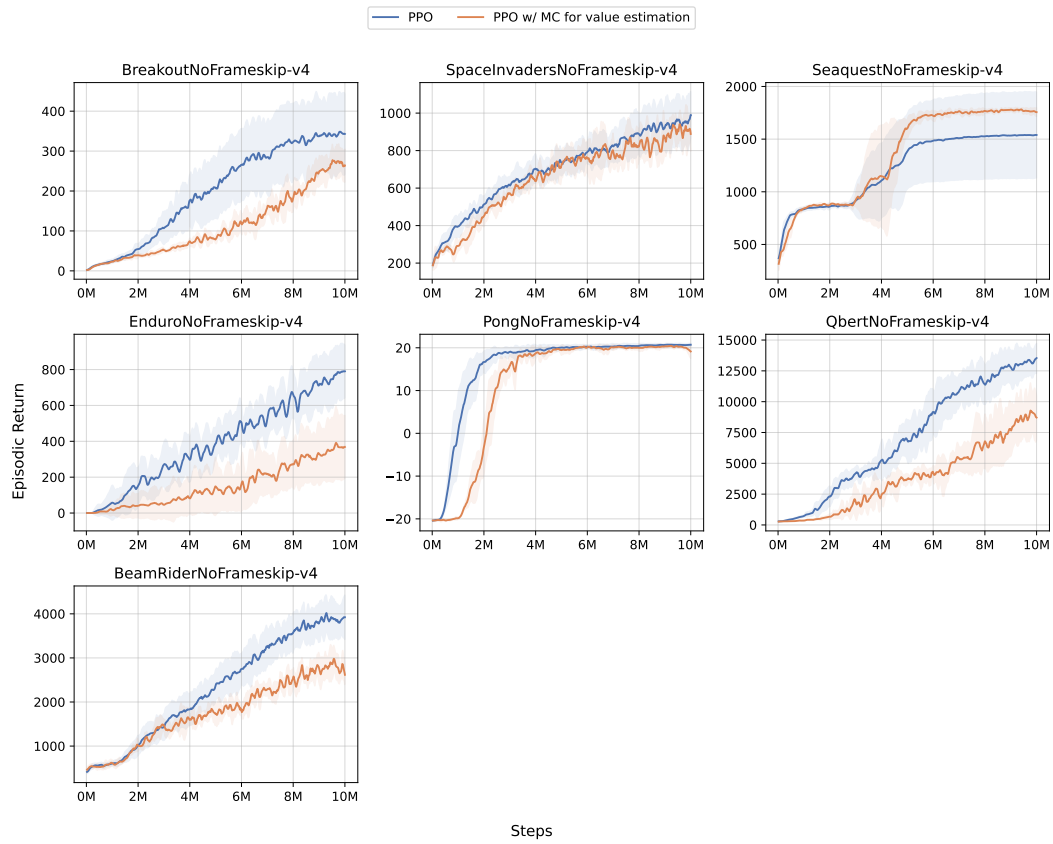 PPO
PPO w/ MC for value estimation
BreakoutNoFrameskip-v4
400
300
200
100
0
0M 2M 4M 6M 8M 10M
SpaceInvadersNoFrameskip-v4
1000
800
600
400
200
0M 2M 4M 6M 8M 10M
SeaquestNoFrameskip-v4
2000
1500
1000
500
0M 2M 4M 6M 8M 10M
EnduroNoFrameskip-v4
800
600
400
200
0
0M 2M 4M 6M 8M 10M
PongNoFrameskip-v4
20
10
0
−10
−20
0M 2M 4M 6M 8M 10M
QbertNoFrameskip-v4
15000
12500
10000
7500
5000
2500
0
0M 2M 4M 6M 8M 10M
BeamRiderNoFrameskip-v4
4000
3000
2000
1000
0M 2M 4M 6M 8M 10M
Episodic Return
Steps